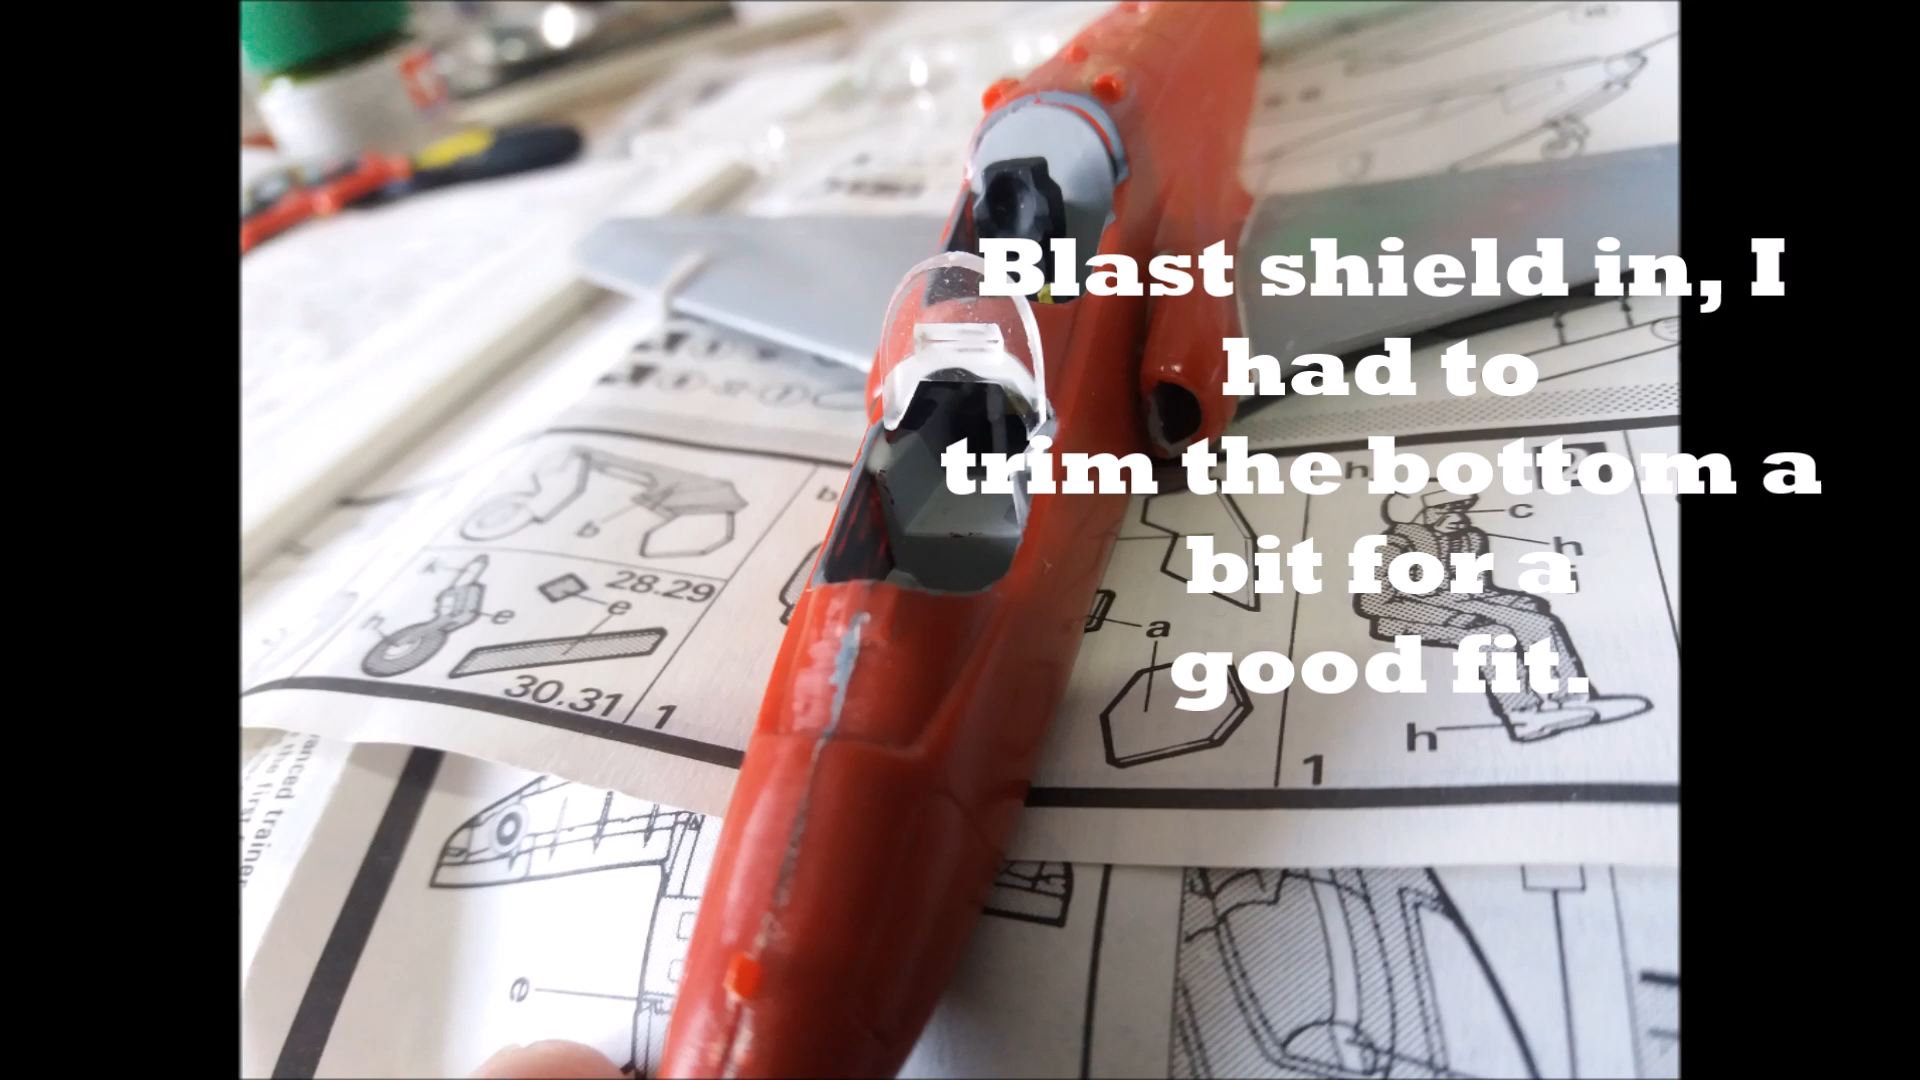 Blast shield in, I
had to
trim the bottom a
bit for a
good fit.
b
28.29
e
e
h
30.31
1
b
a
h
c
h
h
1
e